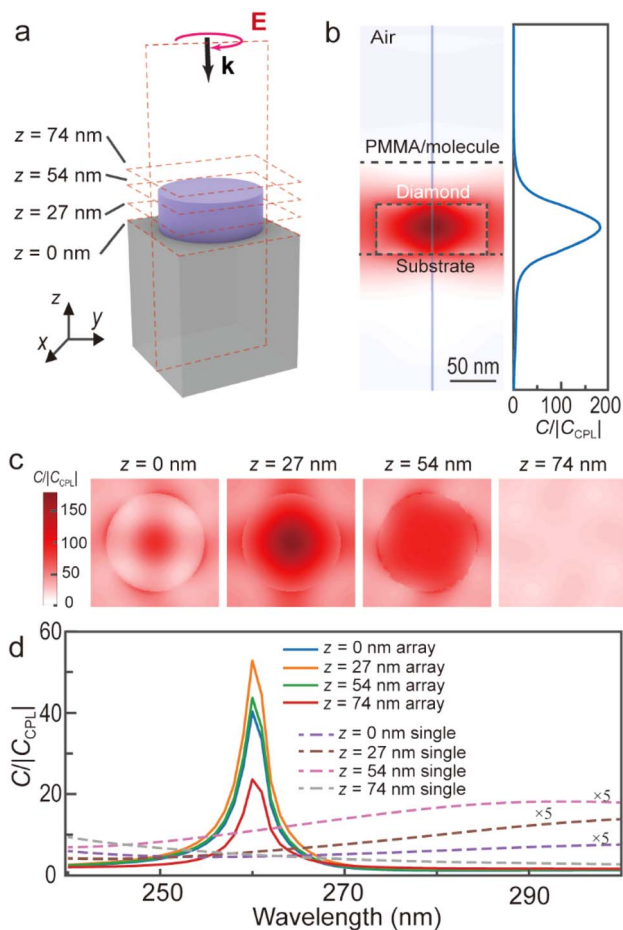 a
E
k
z = 74 nm
z = 54 nm
z = 27 nm
z = 0 nm
z
y
x
b
Air
PMMA/molecule
Diamond
Substrate
50 nm
0 100 200
C/|C_CPL|
c
C/|C_CPL|
150
100
50
0
z = 0 nm z = 27 nm z = 54 nm z = 74 nm
d
60
40
20
0
C/|C_CPL|
z = 0 nm array
z = 27 nm array
z = 54 nm array
z = 74 nm array
z = 0 nm single
z = 27 nm single
z = 54 nm single
z = 74 nm single
×5
×5
×5
250 270 290
Wavelength (nm)